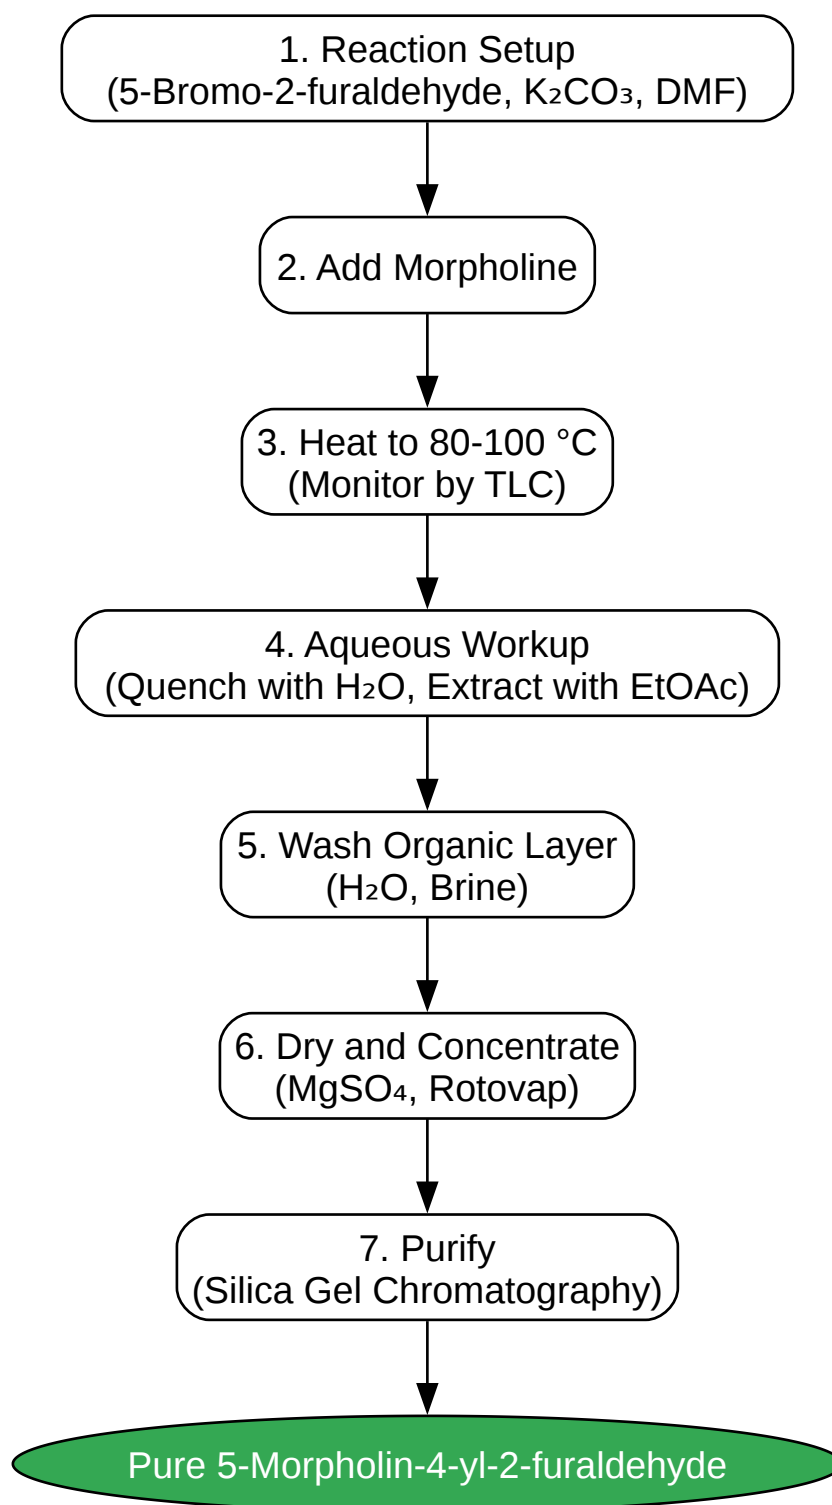 1. Reaction Setup
(5-Bromo-2-furaldehyde, K₂CO₃, DMF)
2. Add Morpholine
3. Heat to 80-100 °C
(Monitor by TLC)
4. Aqueous Workup
(Quench with H₂O, Extract with EtOAc)
5. Wash Organic Layer
(H₂O, Brine)
6. Dry and Concentrate
(MgSO₄, Rotovap)
7. Purify
(Silica Gel Chromatography)
Pure 5-Morpholin-4-yl-2-furaldehyde